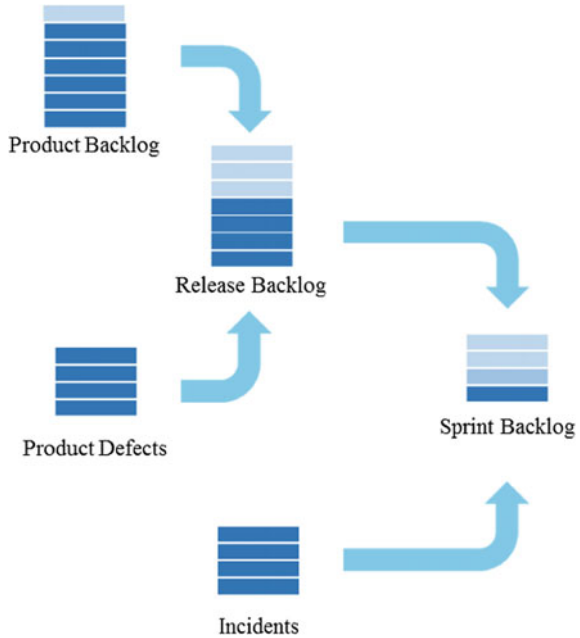 Product Backlog
Release Backlog
Product Defects
Sprint Backlog
Incidents